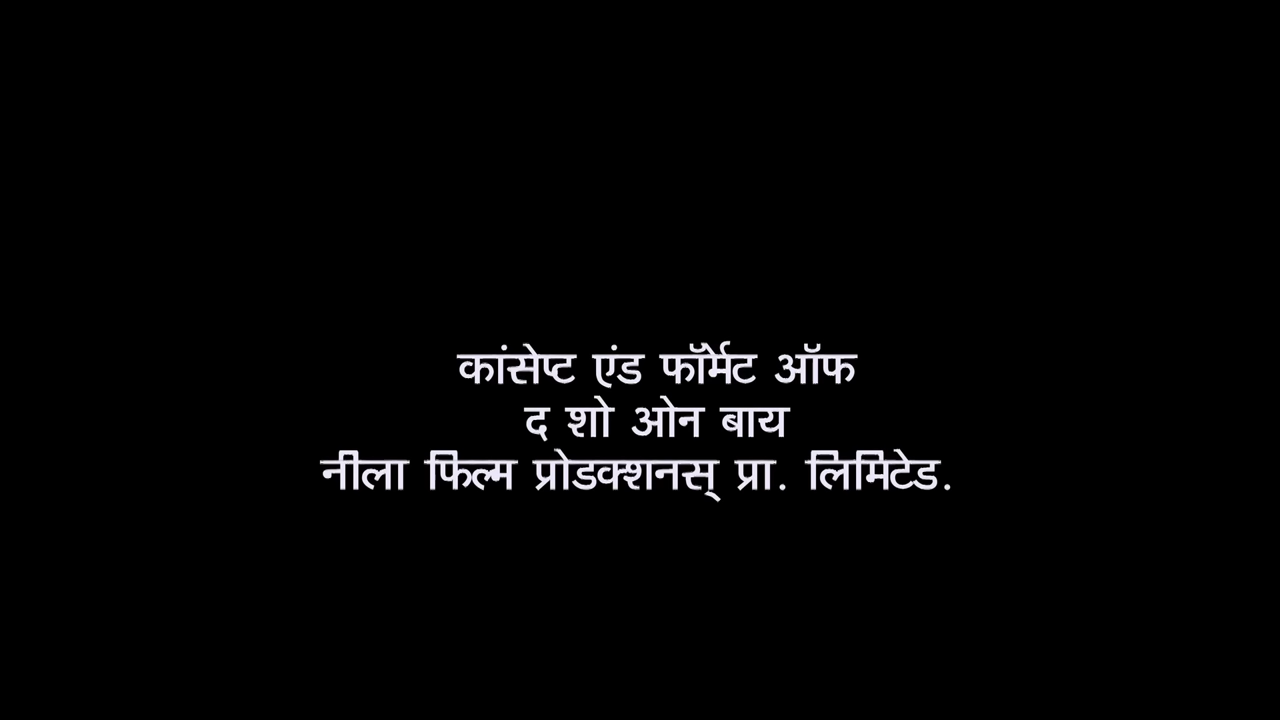 कांसेप्ट एंड फॉर्मेट ऑफ
द शो ओन बाय
नीला फिल्म प्रोडक्शनस् प्रा. लिमिटेड.